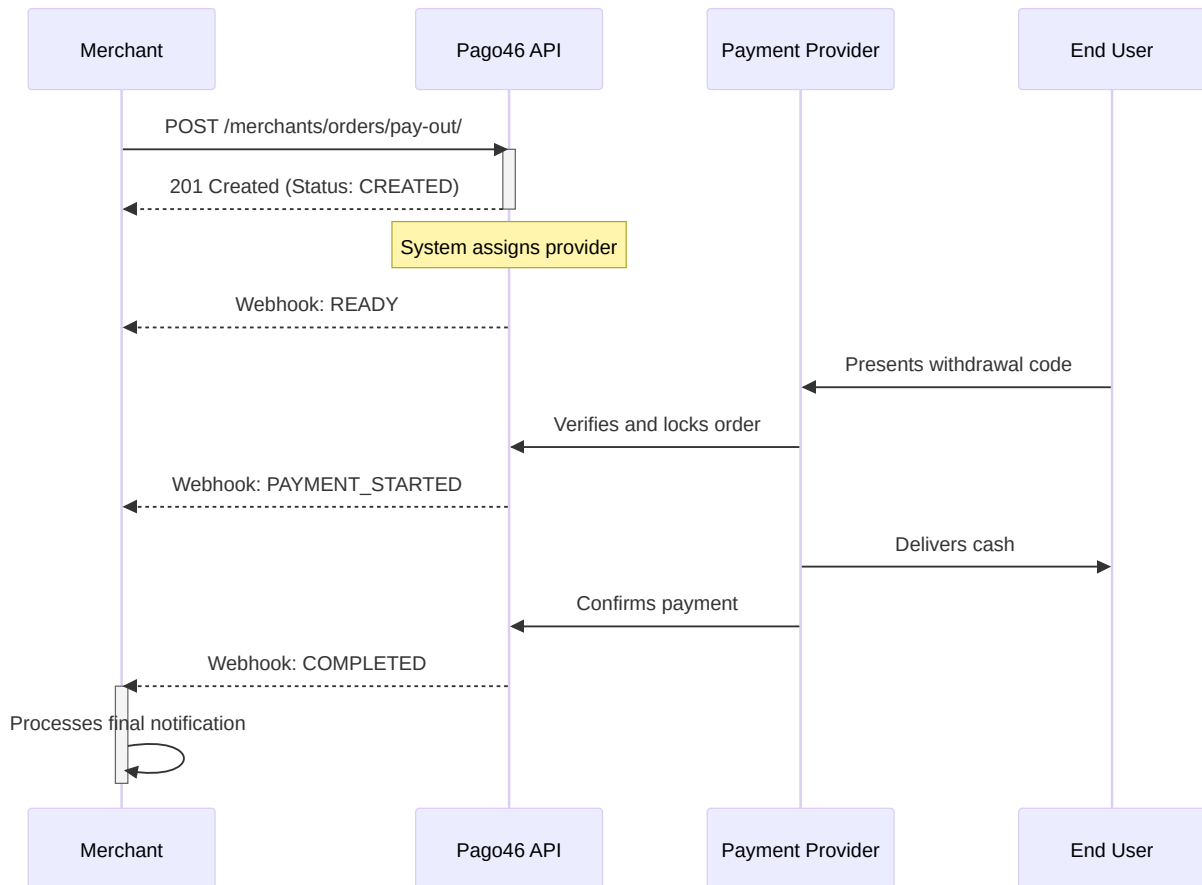 Merchant
Pago46 API
Payment Provider
End User
POST /merchants/orders/pay-out/
201 Created (Status: CREATED)
System assigns provider
Webhook: READY
Presents withdrawal code
Verifies and locks order
Webhook: PAYMENT_STARTED
Delivers cash
Confirms payment
Webhook: COMPLETED
Processes final notification
Merchant
Pago46 API
Payment Provider
End User